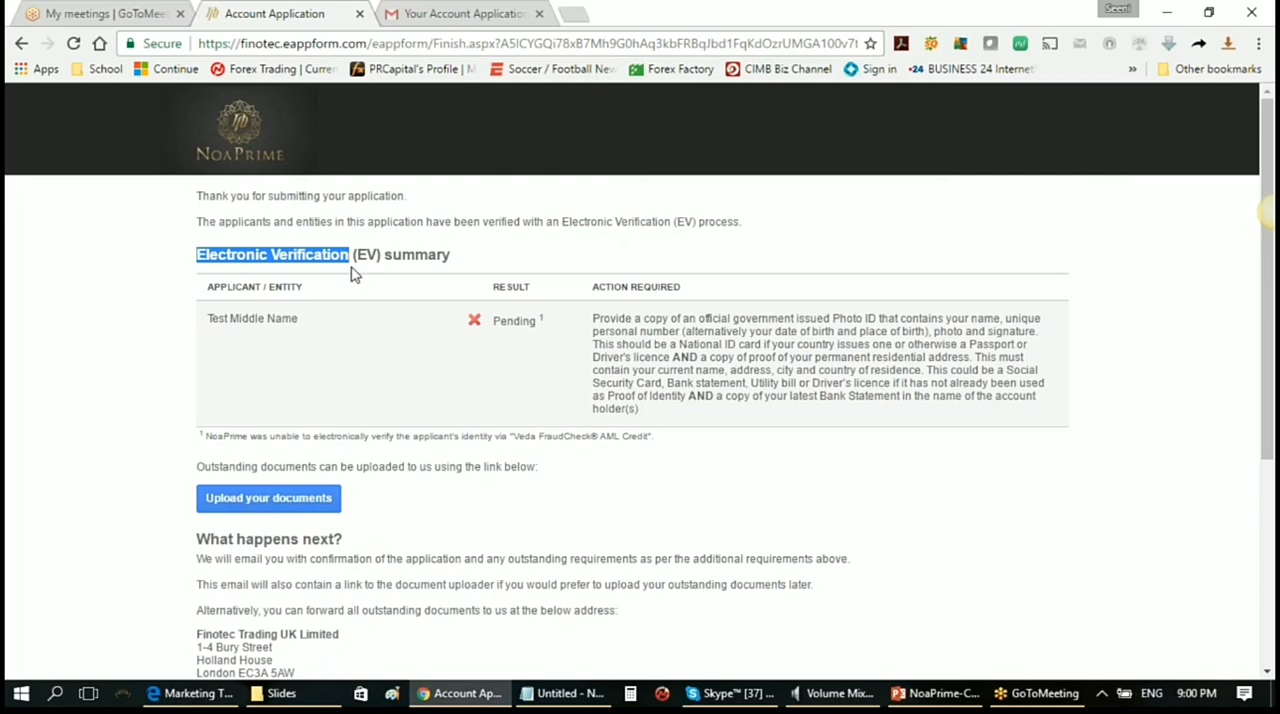 Seeni
My meetings | GoToMee
Account Application
Your Account Application
Secure
https://finotec.eappform.com/eappform/Finish.aspx?A5lCYGQi78xB7Mh9G0hAq3kbFRBqJbd1FqKdOzrUMGA100v7t
Apps
School
Continue
Forex Trading | Curren
PRCapital's Profile | M
Soccer / Football New
Forex Factory
CIMB Biz Channel
Sign in
BUSINESS 24 Internet
»
Other bookmarks
NOAPRIME
Thank you for submitting your application.
The applicants and entities in this application have been verified with an Electronic Verification (EV) process.
Electronic Verification (EV) summary
APPLICANT / ENTITY RESULT ACTION REQUIRED
Test Middle Name Pending 1
Provide a copy of an official government issued Photo ID that contains your name, unique
personal number (alternatively your date of birth and place of birth), photo and signature.
This should be a National ID card if your country issues one or otherwise a Passport or
Driver's licence AND a copy of proof of your permanent residential address. This must
contain your current name, address, city and country of residence. This could be a Social
Security Card, Bank statement, Utility bill or Driver's licence if it has not already been used
as Proof of Identity AND a copy of your latest Bank Statement in the name of the account
holder(s)
1 NoaPrime was unable to electronically verify the applicant's identity via "Veda FraudCheck® AML Credit".
Outstanding documents can be uploaded to us using the link below:
Upload your documents
What happens next?
We will email you with confirmation of the application and any outstanding requirements as per the additional requirements above.
This email will also contain a link to the document uploader if you would prefer to upload your outstanding documents later.
Alternatively, you can forward all outstanding documents to us at the below address:
Finotec Trading UK Limited
1-4 Bury Street
Holland House
London EC3A 5AW
Marketing T...
Slides
Account Ap...
Untitled - N...
Skype™ [7] ...
Volume Mix...
NoaPrime-C...
GoToMeeting
ENG
9:00 PM